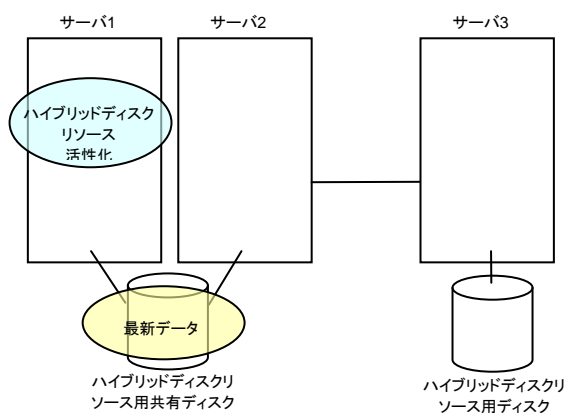 サーバ1
サーバ2
サーバ3
ハイブリッドディスク
リソース
活性化
最新データ
ハイブリッドディスクリ
ソース用共有ディスク
ハイブリッドディスクリ
ソース用ディスク